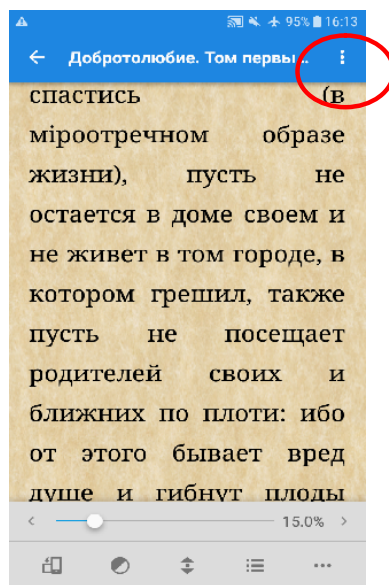 95% 16:13
Добротолюбие. Том первы...
спастись (в
міроотречном образе
жизни), пусть не
остается в доме своем и
не живет в том городе, в
котором грешил, также
пусть не посещает
родителей своих и
ближних по плоти: ибо
от этого бывает вред
душе и гибнут плоды
15.0%